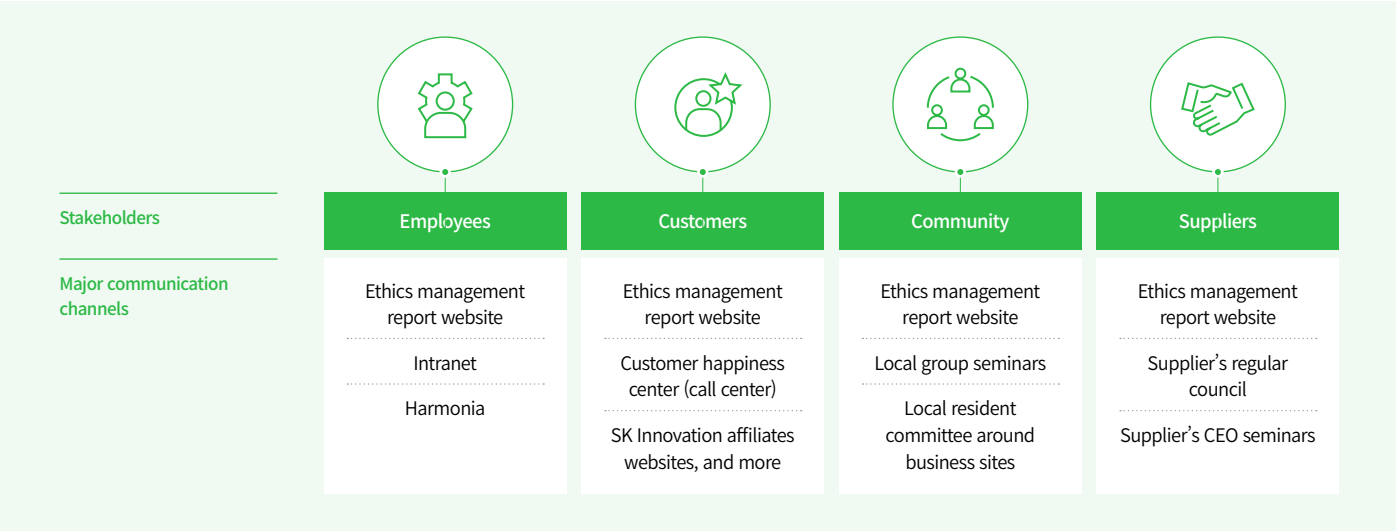 Stakeholders
Employees
Customers
Community
Suppliers
Major communication
channels
Ethics management
report website
Intranet
Harmonia
Ethics management
report website
Customer happiness
center (call center)
SK Innovation affiliates
websites, and more
Ethics management
report website
Local group seminars
Local resident
committee around
business sites
Ethics management
report website
Supplier’s regular
council
Supplier’s CEO seminars